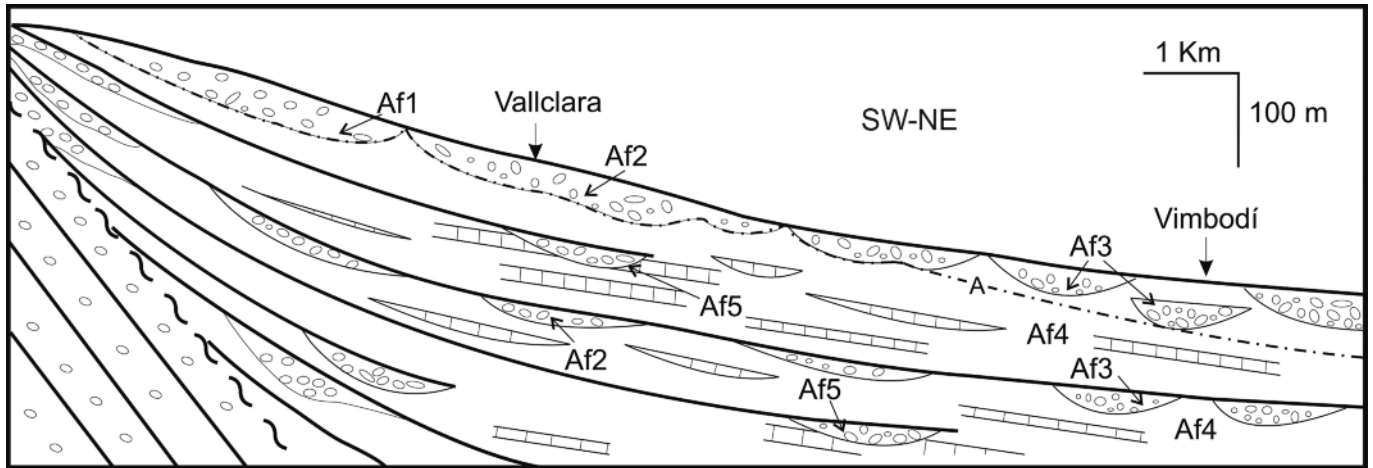 1 Km
100 m
SW-NE
Vallclara
Af1
Af2
Vimbodí
Af3
A
Af5
Af4
Af2
Af5
Af3
Af4